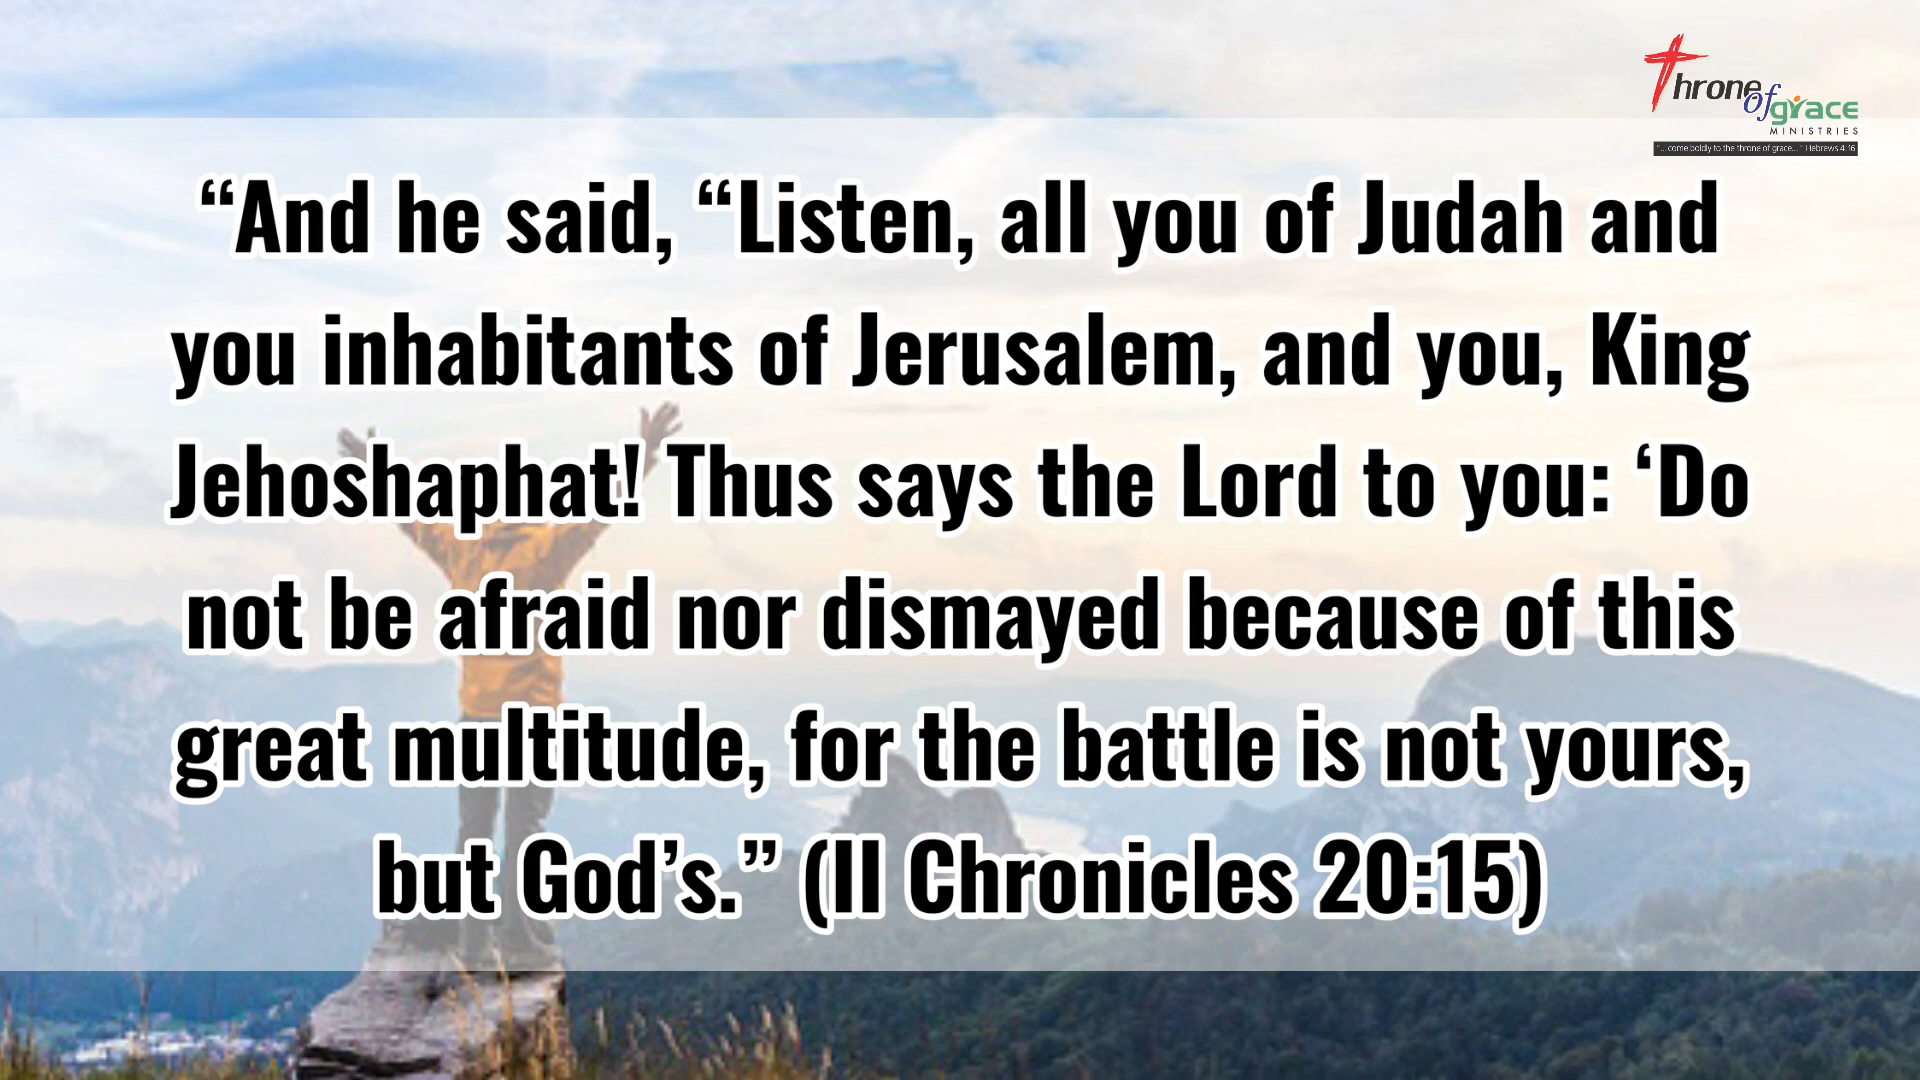 Throne of grace
MINISTRIES
"...come boldly to the throne of grace..." Hebrews 4:16
“And he said, “Listen, all you of Judah and
you inhabitants of Jerusalem, and you, King
Jehoshaphat! Thus says the Lord to you: ‘Do
not be afraid nor dismayed because of this
great multitude, for the battle is not yours,
but God’s.” (II Chronicles 20:15)